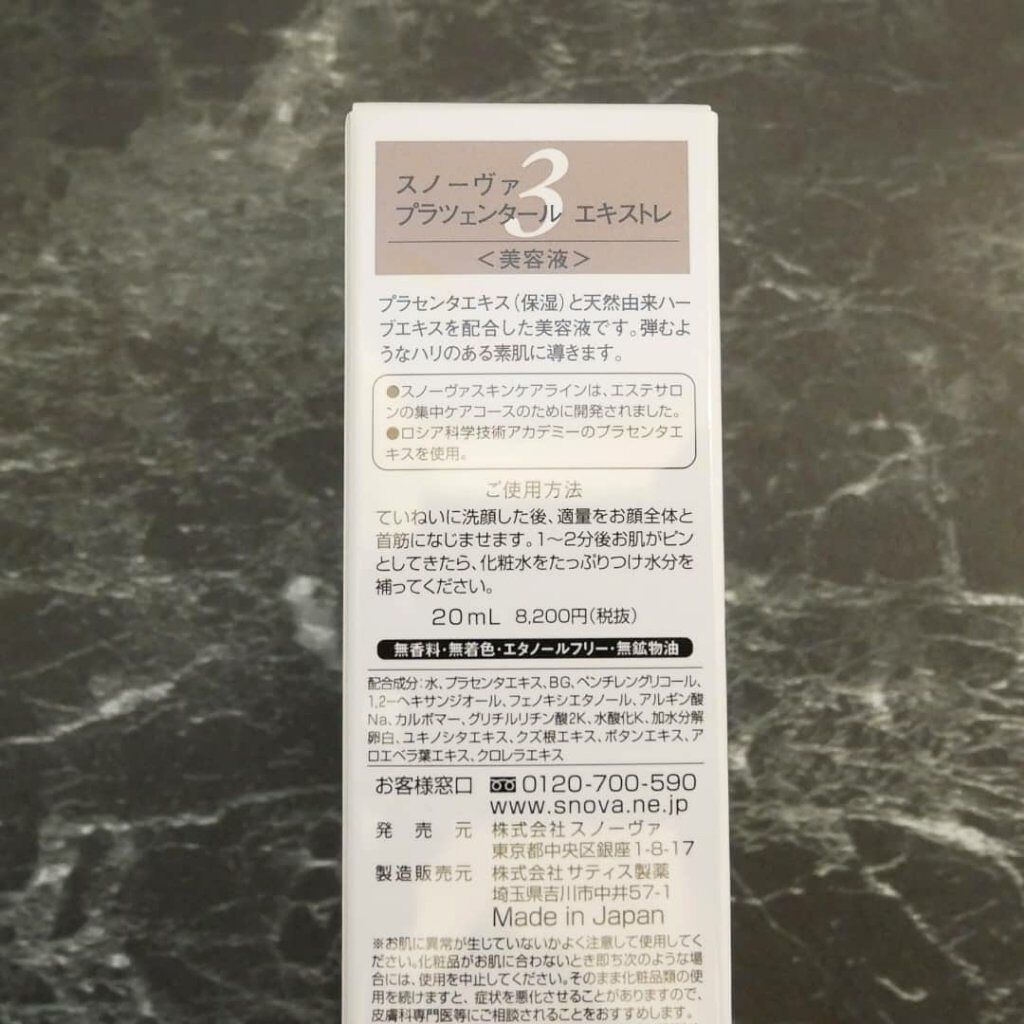 3
スノーヴァ
プラツェンタール エキストレ
＜美容液＞
プラセンタエキス(保湿)と天然由来ハー
ブエキスを配合した美容液です。弾むよ
うなハリのある素肌に導きます。
●スノーヴァスキンケアラインは、エステサロ
ンの集中ケアコースのために開発されました。
●ロシア科学技術アカデミーのプラセンタエ
キスを使用。
ご使用方法
ていねいに洗顔した後、適量をお顔全体と
首筋になじませます。1〜2分後お肌がピン
としてきたら、化粧水をたっぷりつけ水分を
補ってください。
20mL 8,200円(税抜)
無香料・無着色・エタノールフリー・無鉱物油
配合成分：水、プラセンタエキス、BG、ペンチレングリコール、
1,2-ヘキサンジオール、フェノキシエタノール、アルギン酸
Na、カルボマー、グリチルリチン酸2K、水酸化K、加水分解
卵白、ユキノシタエキス、クズ根エキス、ボタンエキス、ア
ロエベラ葉エキス、クロレラエキス
お客様窓口 0120-700-590
www.snova.ne.jp
発売元 株式会社スノーヴァ
東京都中央区銀座1-8-17
製造販売元 株式会社サティス製薬
埼玉県吉川市中井57-1
Made in Japan
※お肌に異常が生じていないかよく注意して使用してく
ださい。化粧品がお肌に合わないとき即ち次のような場
合には、使用を中止してください。そのまま化粧品類の使
用を続けますと、症状を悪化させることがありますので、
皮膚科専門医等にご相談されることをおすすめします。